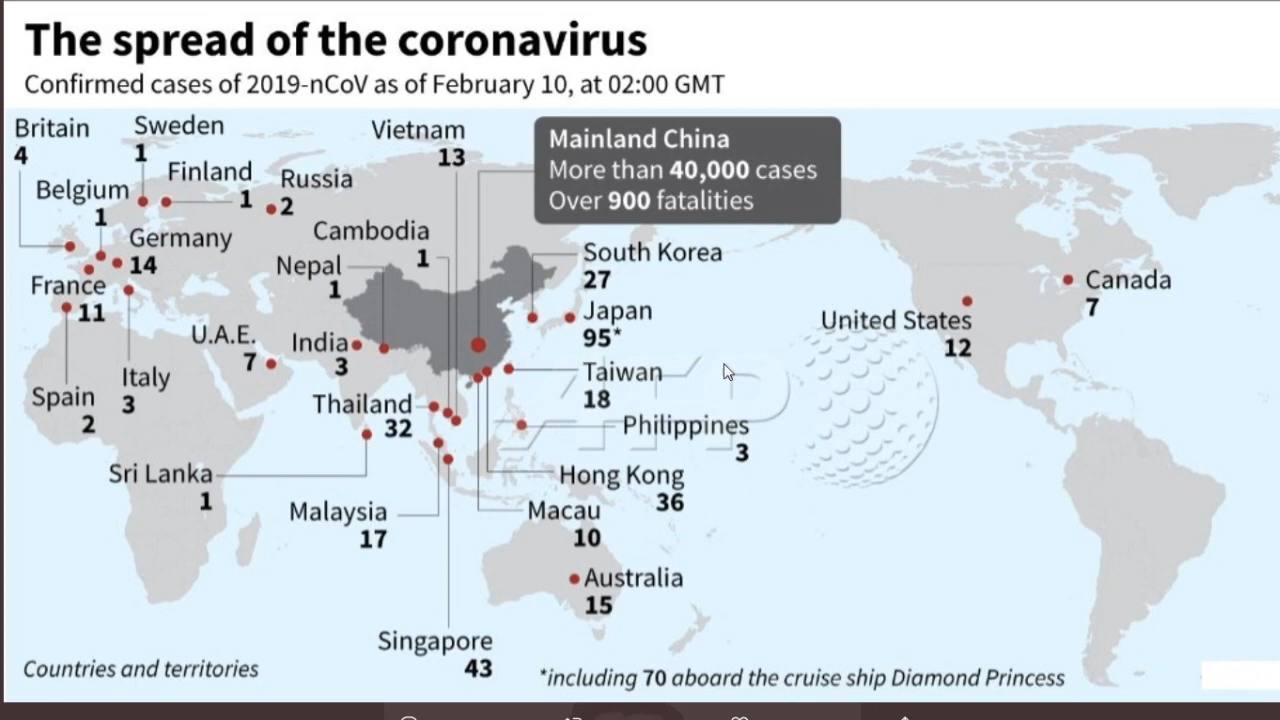 The spread of the coronavirus
Confirmed cases of 2019-nCoV as of February 10, at 02:00 GMT
Britain
4
Sweden
1
Vietnam
13
Mainland China
More than 40,000 cases
Over 900 fatalities
Finland
1
Russia
2
Belgium
1
Germany
14
Cambodia
1
South Korea
27
Nepal
1
France
11
Canada
7
Japan
95*
United States
12
U.A.E.
7
India
3
Taiwan
18
Italy
3
Spain
2
Thailand
32
Philippines
3
Sri Lanka
1
Hong Kong
36
Malaysia
17
Macau
10
Australia
15
Singapore
43
Countries and territories
*including 70 aboard the cruise ship Diamond Princess